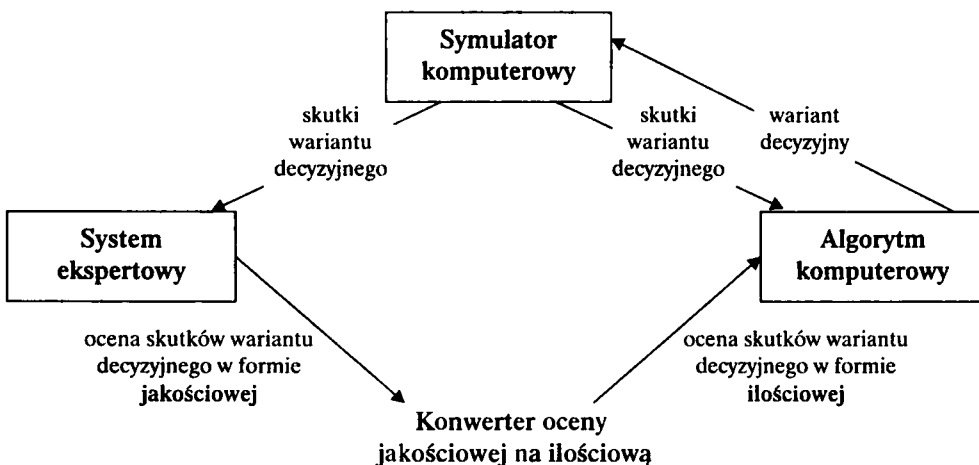 Symulator
komputerowy
skutki
wariantu
decyzyjnego
skutki
wariantu
decyzyjnego
wariant
decyzyjny
System
ekspertowy
Algorytm
komputerowy
ocena skutków wariantu
decyzyjnego w formie
jakościowej
ocena skutków wariantu
decyzyjnego w formie
ilościowej
Konwerter oceny
jakościowej na ilościową